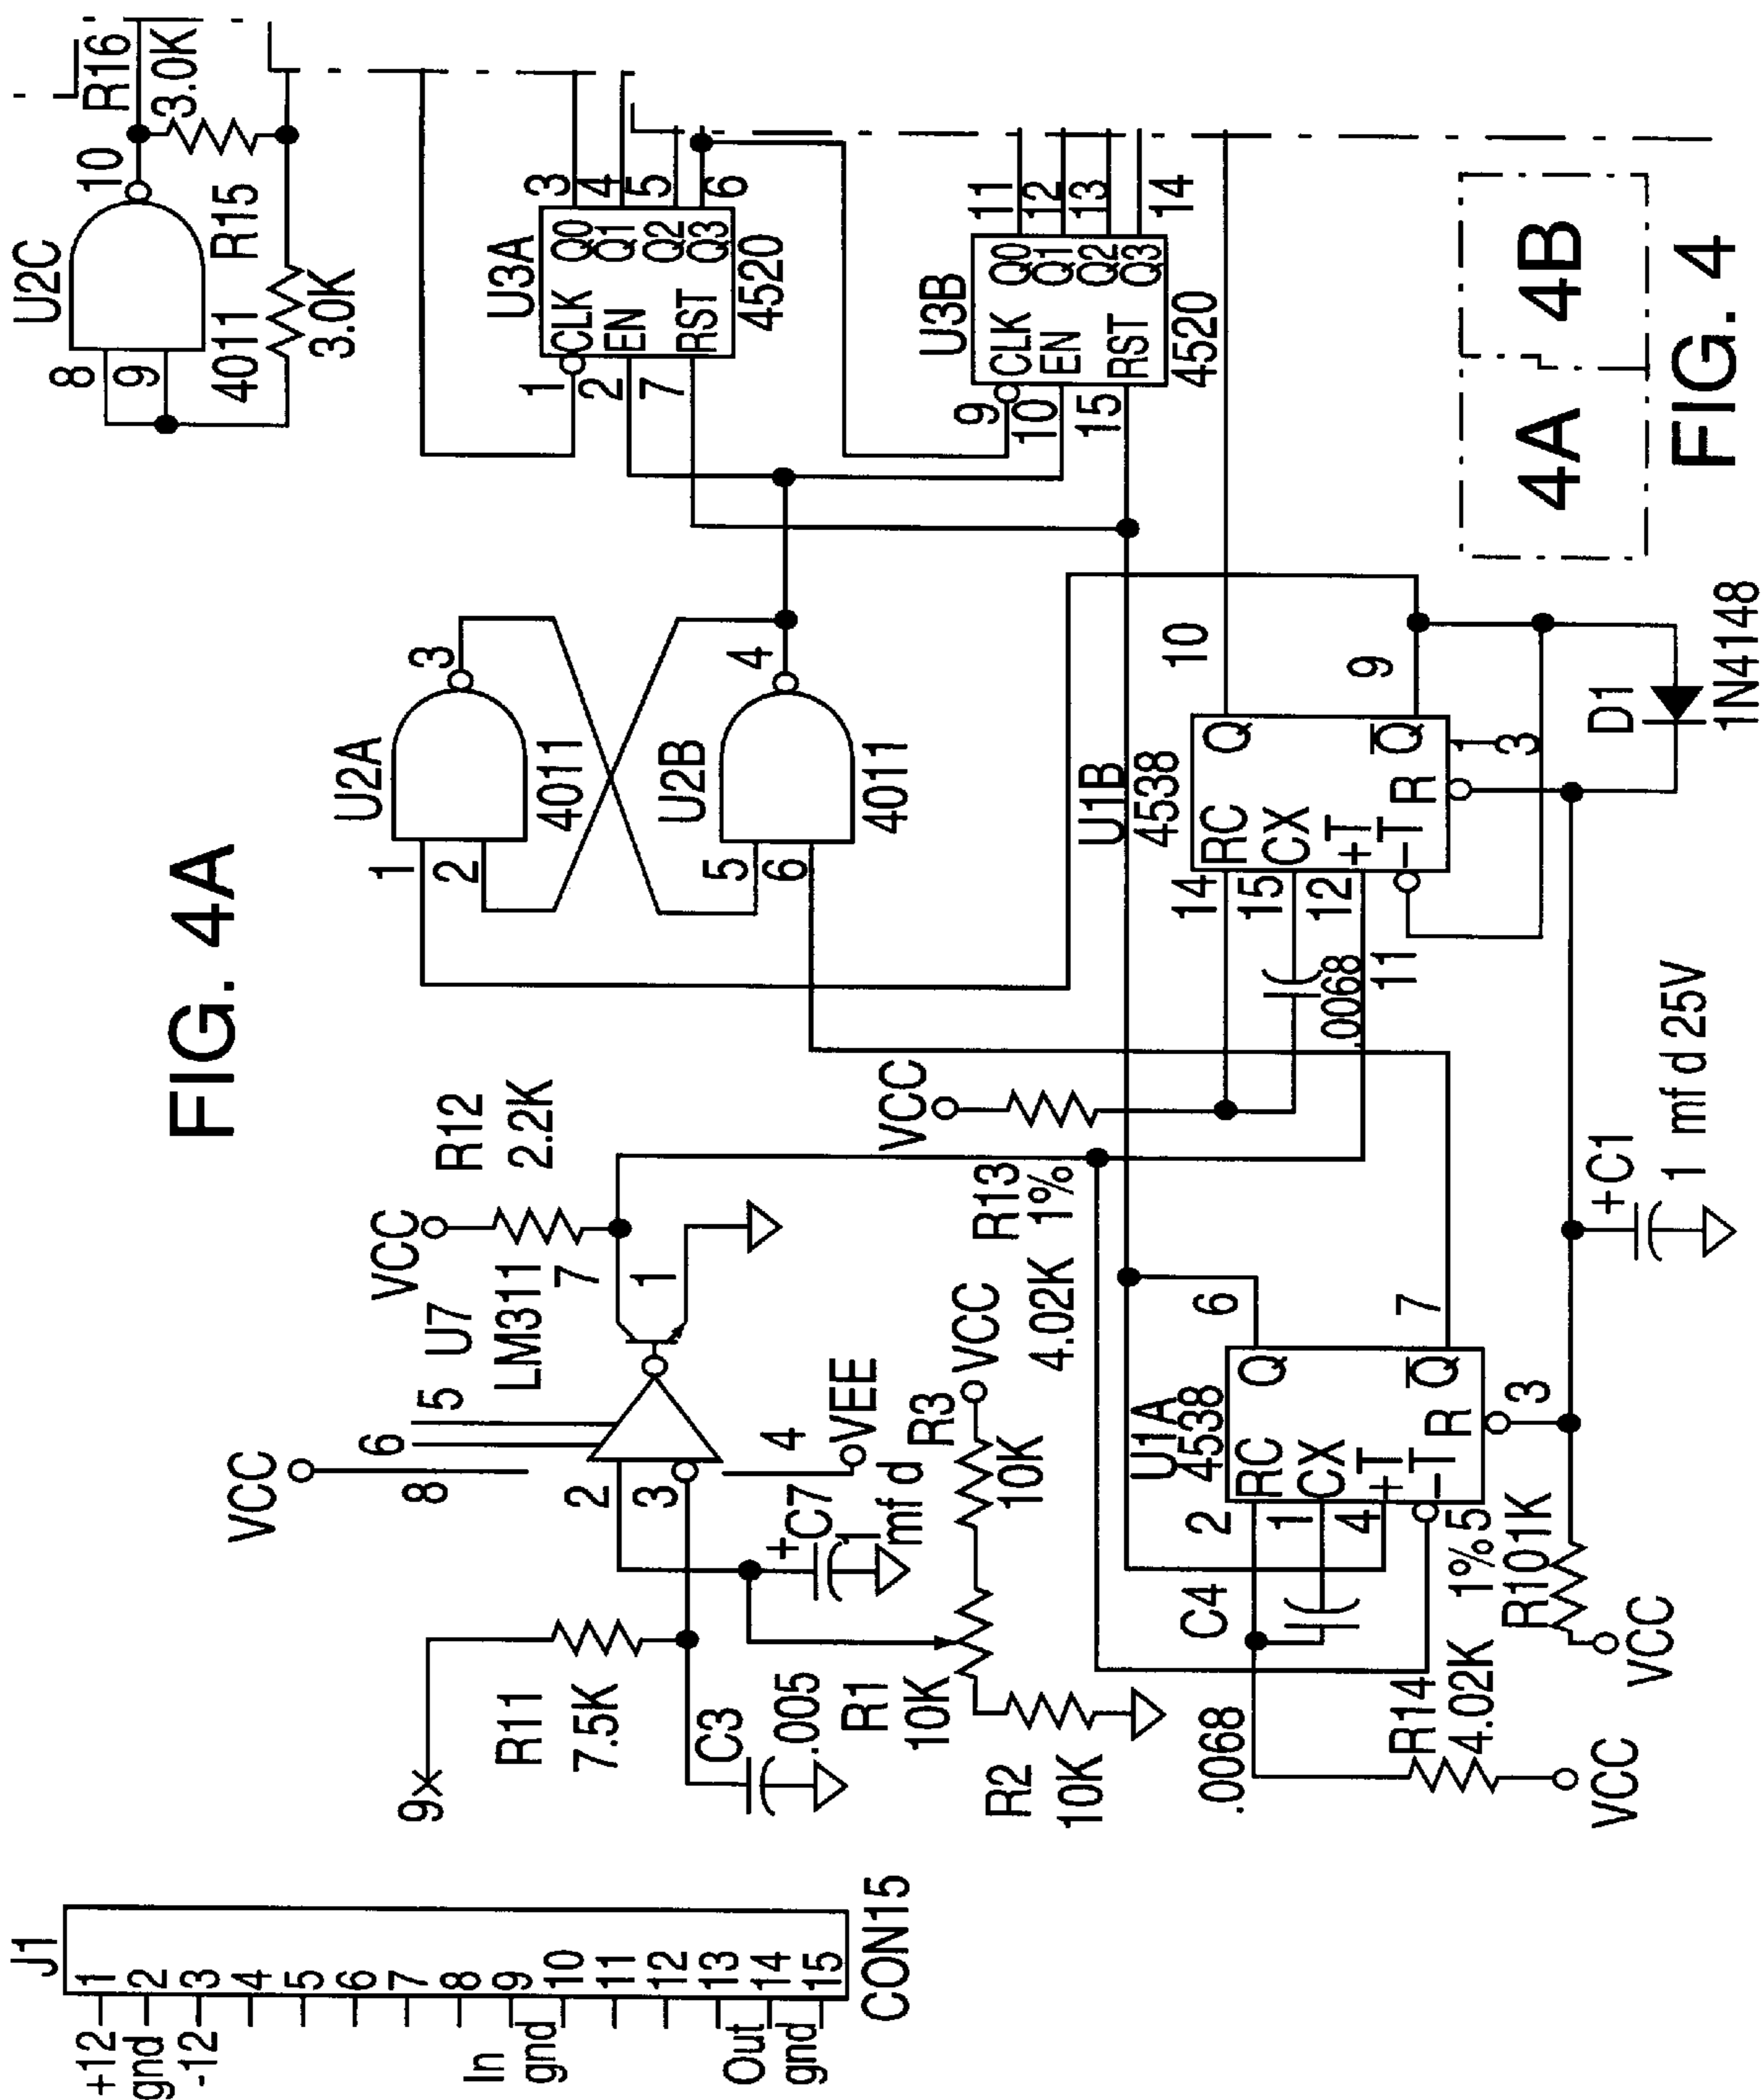 FIG. 4A
J1
+12 1
gnd 2
-12 3
4
5
6
7
In 8
gnd 9
10
11
12
Out 13
14
gnd 15
CON15
9
R11
7.5K
C3
.005
VCC
8
6
5
U7
LM311
2
3
4
VEE
7
1
VCC
R12
2.2K
+
C7
1
mf d
R1
10K
R2
10K
R3
10K
VCC
U2A
4011
1
2
3
U2B
4011
5
6
4
U2C
4011
8
9
10
R15
3.0K
R16
3.0K
U3A
4520
1
2
7
CLK
EN
RST
Q0
Q1
Q2
Q3
3
4
5
6
U3B
4520
9
10
15
CLK
EN
RST
Q0
Q1
Q2
Q3
11
12
13
14
VCC
R13
4.02K 1%
.0068
U1B
4538
14
15
12
11
RC
CX
+T
-T
R
Q
Q
10
9
13
D1
1N4148
U1A
4538
2
1
4
5
RC
CX
+T
-T
R
Q
Q
6
7
3
C4
.0068
R14
4.02K
1%
VCC
R10 1K
VCC
+
C1
1 mf d 25V
4A
4B
FIG. 4